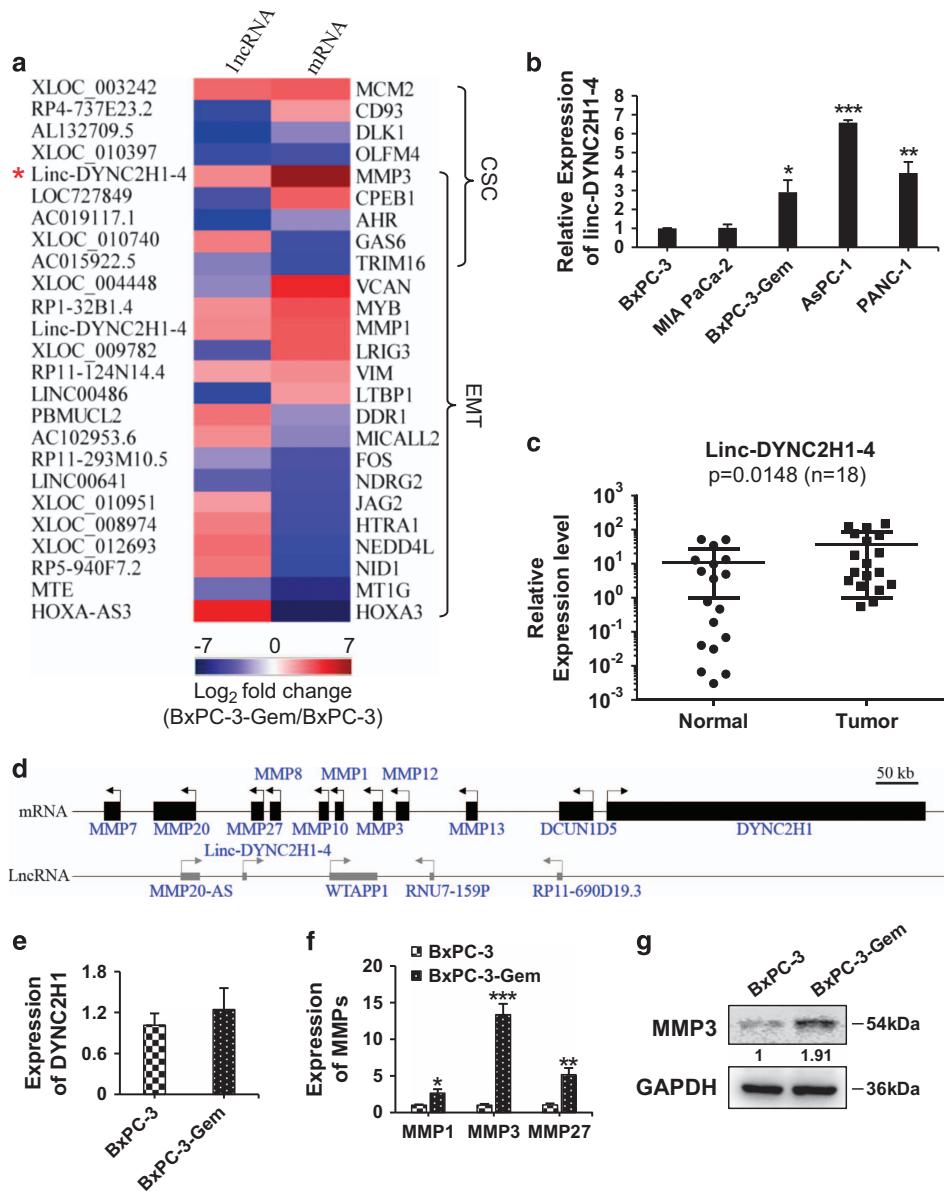 a
lncRNA mRNA
XLOC_003242 MCM2
RP4-737E23.2 CD93
AL132709.5 DLK1
XLOC_010397 OLFM4
* Linc-DYNC2H1-4 MMP3
LOC727849 CPEB1
AC019117.1 AHR
XLOC_010740 GAS6
AC015922.5 TRIM16
XLOC_004448 VCAN
RP1-32B1.4 MYB
Linc-DYNC2H1-4 MMP1
XLOC_009782 LRIG3
RP11-124N14.4 VIM
LINC00486 LTBP1
PBMUCL2 DDR1
AC102953.6 MICALL2
RP11-293M10.5 FOS
LINC00641 NDRG2
XLOC_010951 JAG2
XLOC_008974 HTRA1
XLOC_012693 NEDD4L
RP5-940F7.2 NID1
MTE MT1G
HOXA-AS3 HOXA3
CSC
EMT
-7 0 7
Log2 fold change
(BxPC-3-Gem/BxPC-3)
b
Relative Expression
of linc-DYNC2H1-4
8
7
6
5
4
3
2
1
0
* *** **
BxPC-3 MIA PaCa-2 BxPC-3-Gem AsPC-1 PANC-1
c
Linc-DYNC2H1-4
p=0.0148 (n=18)
Relative
Expression level
10^3
10^2
10^1
10^0
10^-1
10^-2
10^-3
Normal Tumor
d
50 kb
MMP8 MMP1 MMP12
mRNA
MMP7 MMP20 MMP27 MMP10 MMP3 MMP13 DCUN1D5 DYNC2H1
Linc-DYNC2H1-4
LncRNA
MMP20-AS WTAPP1 RNU7-159P RP11-690D19.3
e
Expression
of DYNC2H1
1.8
1.2
0.6
0
BxPC-3 BxPC-3-Gem
f
BxPC-3
BxPC-3-Gem
Expression
of MMPs
20
15
10
5
0
* *** **
MMP1 MMP3 MMP27
g
BxPC-3 BxPC-3-Gem
MMP3 54kDa
1 1.91
GAPDH 36kDa